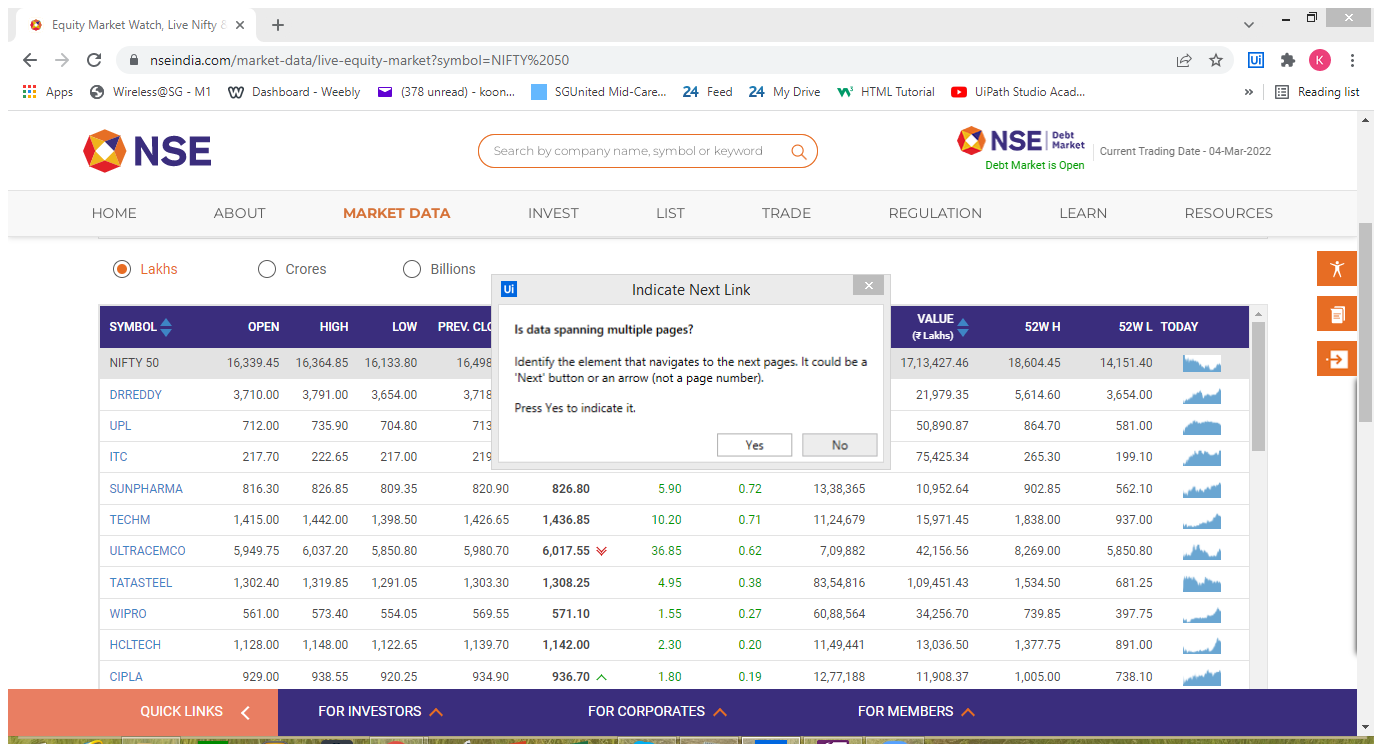 Equity Market Watch, Live Nifty &
nseindia.com/market-data/live-equity-market?symbol=NIFTY%2050
Ui
K
Apps Wireless@SG - M1 Dashboard - Weebly (378 unread) - koon... SGUnited Mid-Care... 24 Feed 24 My Drive HTML Tutorial UiPath Studio Acad... » Reading list
NSE
Search by company name, symbol or keyword
NSE Debt Market
Debt Market is Open
Current Trading Date - 04-Mar-2022
HOME ABOUT MARKET DATA INVEST LIST TRADE REGULATION LEARN RESOURCES
Lakhs Crores Billions
Ui Indicate Next Link
Is data spanning multiple pages?
Identify the element that navigates to the next pages. It could be a
'Next' button or an arrow (not a page number).
Press Yes to indicate it.
Yes No
SYMBOL OPEN HIGH LOW PREV. CLO VALUE (₹ Lakhs) 52W H 52W L TODAY
NIFTY 50 16,339.45 16,364.85 16,133.80 16,498 17,13,427.46 18,604.45 14,151.40
DRREDDY 3,710.00 3,791.00 3,654.00 3,718 21,979.35 5,614.60 3,654.00
UPL 712.00 735.90 704.80 713 50,890.87 864.70 581.00
ITC 217.70 222.65 217.00 219 75,425.34 265.30 199.10
SUNPHARMA 816.30 826.85 809.35 820.90 826.80 5.90 0.72 13,38,365 10,952.64 902.85 562.10
TECHM 1,415.00 1,442.00 1,398.50 1,426.65 1,436.85 10.20 0.71 11,24,679 15,971.45 1,838.00 937.00
ULTRACEMCO 5,949.75 6,037.20 5,850.80 5,980.70 6,017.55 36.85 0.62 7,09,882 42,156.56 8,269.00 5,850.80
TATASTEEL 1,302.40 1,319.85 1,291.05 1,303.30 1,308.25 4.95 0.38 83,54,816 1,09,451.43 1,534.50 681.25
WIPRO 561.00 573.40 554.05 569.55 571.10 1.55 0.27 60,88,564 34,256.70 739.85 397.75
HCLTECH 1,128.00 1,148.00 1,122.65 1,139.70 1,142.00 2.30 0.20 11,49,441 13,036.50 1,377.75 891.00
CIPLA 929.00 938.55 920.25 934.90 936.70 1.80 0.19 12,77,188 11,908.37 1,005.00 738.10
QUICK LINKS FOR INVESTORS FOR CORPORATES FOR MEMBERS